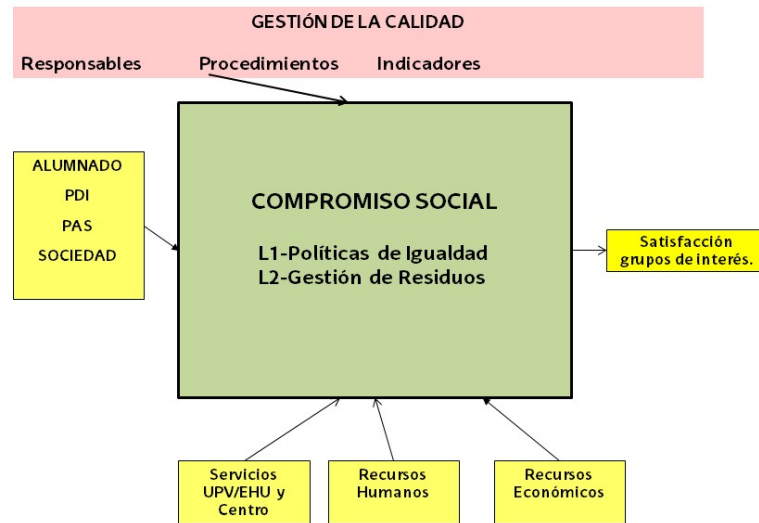 GESTIÓN DE LA CALIDAD
Responsables Procedimientos Indicadores
ALUMNADO
PDI
PAS
SOCIEDAD
COMPROMISO SOCIAL
L1-Políticas de Igualdad
L2-Gestión de Residuos
Satisfacción
grupos de interés.
Servicios
UPV/EHU y
Centro
Recursos
Humanos
Recursos
Económicos